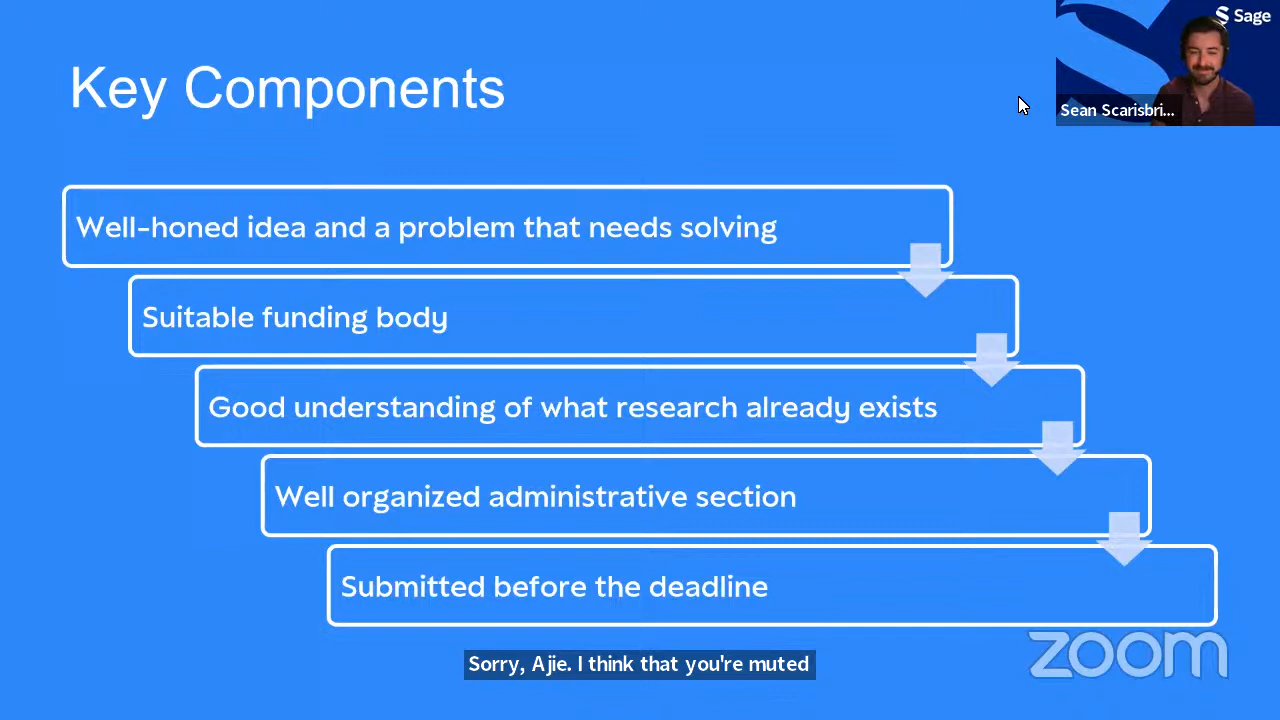 Sage
Key Components
Sean Scarisbri...
Well-honed idea and a problem that needs solving
Suitable funding body
Good understanding of what research already exists
Well organized administrative section
Submitted before the deadline
zoom
Sorry, Ajie. I think that you're muted